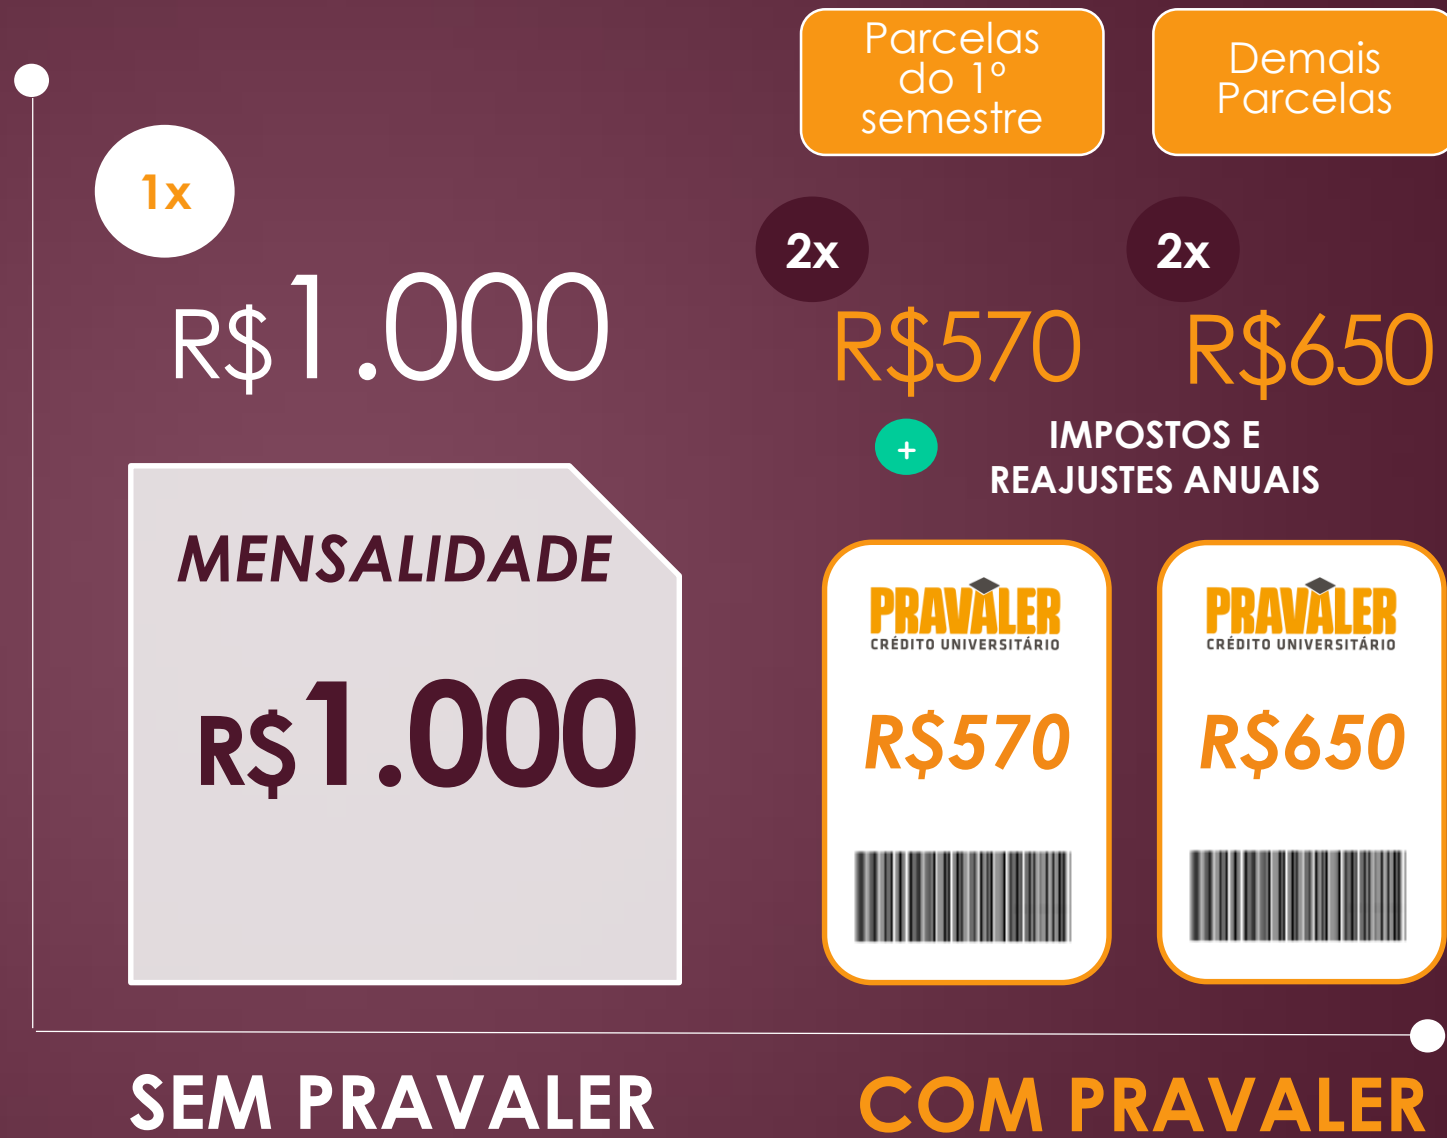 1x
R$1.000
MENSALIDADE
R$1.000
SEM PRAVALER
Parcelas
do 1º
semestre
2x
R$570
Demais
Parcelas
2x
R$650
+
IMPOSTOS E
REAJUSTES ANUAIS
PRAVALER
CRÉDITO UNIVERSITÁRIO
R$570
PRAVALER
CRÉDITO UNIVERSITÁRIO
R$650
COM PRAVALER